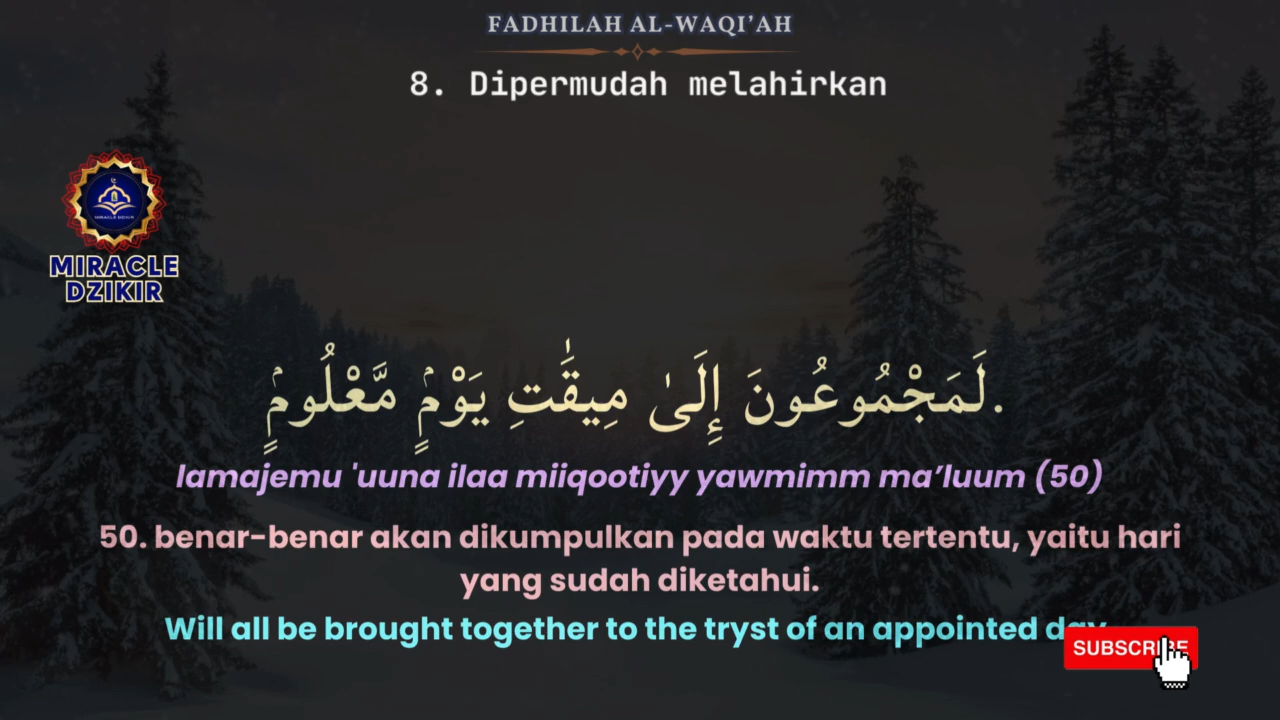 FADHILAH AL-WAQI'AH
8. Dipermudah melahirkan
MIRACLE
DZIKIR
لَمَجْمُوعُونَ إِلَىٰ مِيقَٰتِ يَوْمٍۢ مَّعْلُومٍۢ.
lamajemu 'uuna ilaa miiqootiyy yawmimm ma’luum (50)
50. benar-benar akan dikumpulkan pada waktu tertentu, yaitu hari
yang sudah diketahui.
Will all be brought together to the tryst of an appointed day
SUBSCRIBE